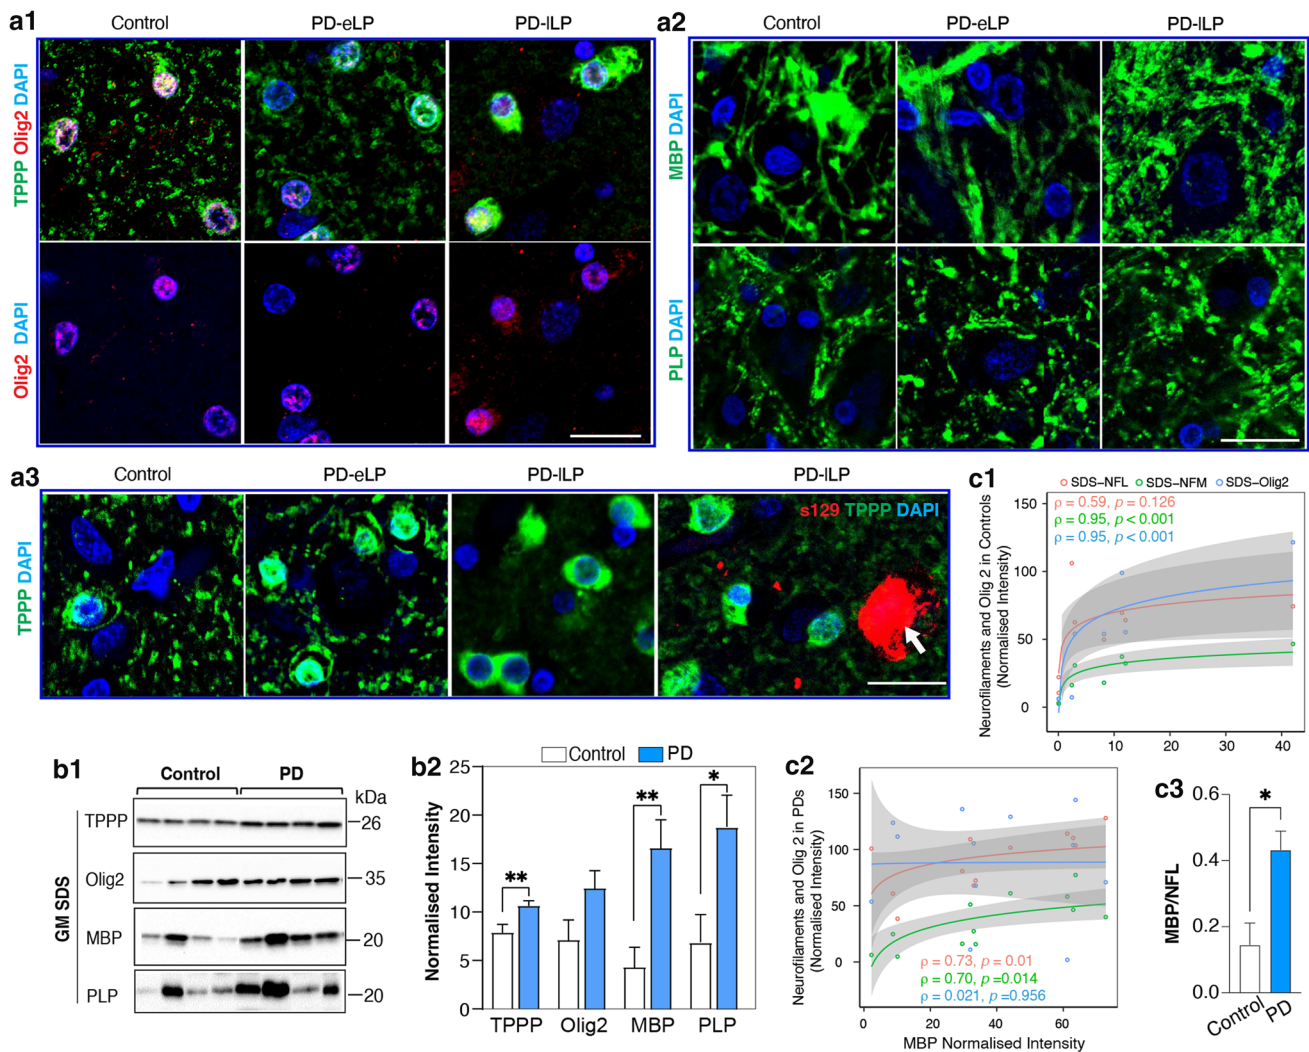 a1
Control PD-eLP PD-lLP
TPPP Olig2 DAPI
Olig2 DAPI
a2
Control PD-eLP PD-lLP
MBP DAPI
PLP DAPI
a3
Control PD-eLP PD-lLP PD-lLP
TPPP DAPI
s129 TPPP DAPI
c1
SDS–NFL SDS–NFM SDS–Olig2
Neurofilaments and Olig 2 in Controls
(Normalised Intensity)
150
100
50
0
ρ = 0.59, p = 0.126
ρ = 0.95, p < 0.001
ρ = 0.95, p < 0.001
0 10 20 30 40
b1
Control PD
kDa
GM SDS
TPPP 26
Olig2 35
MBP 20
PLP 20
b2
Control PD
Normalised Intensity
25
20
15
10
5
0
** ** *
TPPP Olig2 MBP PLP
c2
Neurofilaments and Olig 2 in PDs
(Normalised Intensity)
150
100
50
0
ρ = 0.73, p = 0.01
ρ = 0.70, p =0.014
ρ = 0.021, p =0.956
0 20 40 60
MBP Normalised Intensity
c3
MBP/NFL
0.6
0.4
0.2
0.0
*
Control PD